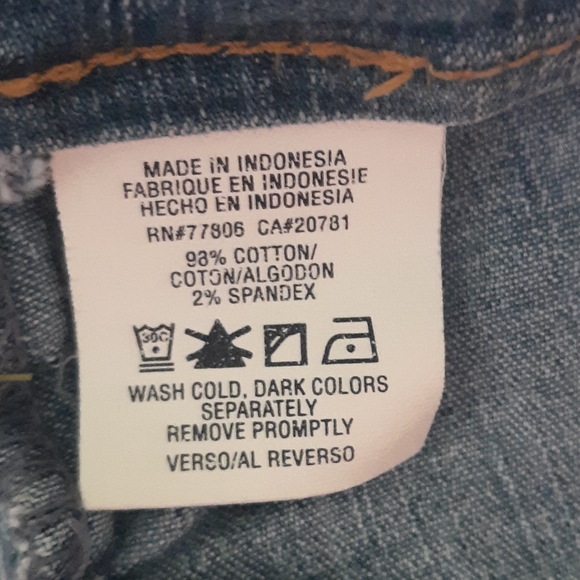 MADE IN INDONESIA
FABRIQUE EN INDONESIE
HECHO EN INDONESIA
RN#77806 CA#20781
98% COTTON/
COTON/ALGODON
2% SPANDEX
30C
WASH COLD, DARK COLORS
SEPARATELY
REMOVE PROMPTLY
VERSO/AL REVERSO